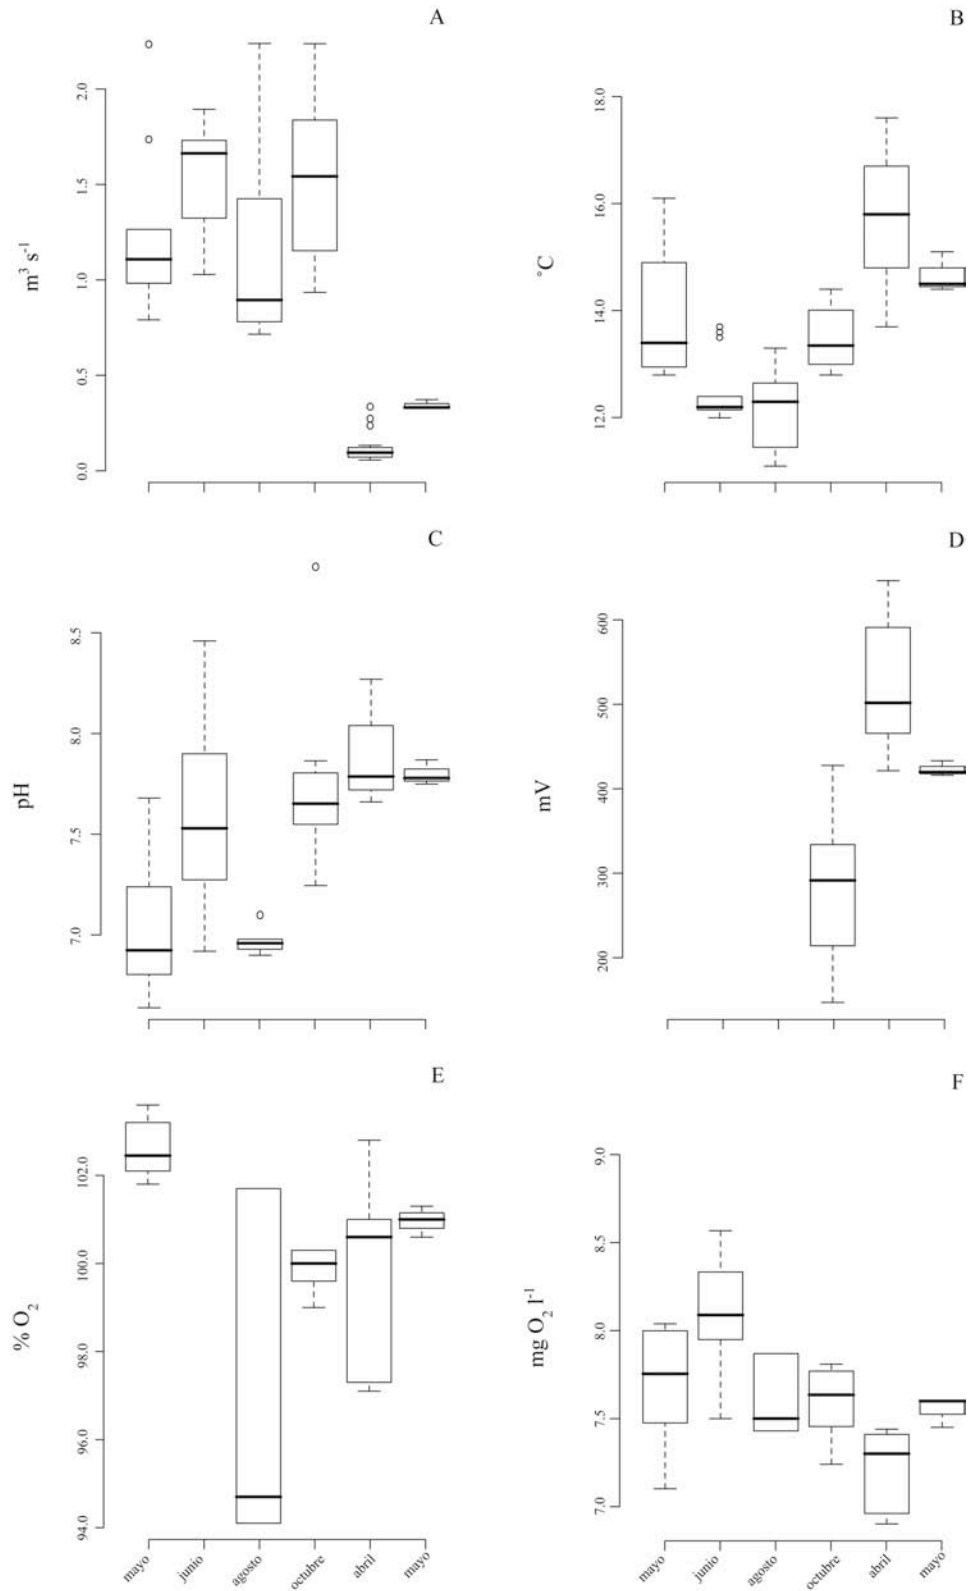 A
B
2.0
1.5
1.0
0.5
0.0
m³ s⁻¹
18.0
16.0
14.0
12.0
°C
C
D
8.5
8.0
7.5
7.0
pH
600
500
400
300
200
mV
E
F
102.0
100.0
98.0
96.0
94.0
% O₂
9.0
8.5
8.0
7.5
7.0
mg O₂ l⁻¹
mayo junio agosto octubre abril mayo
mayo junio agosto octubre abril mayo